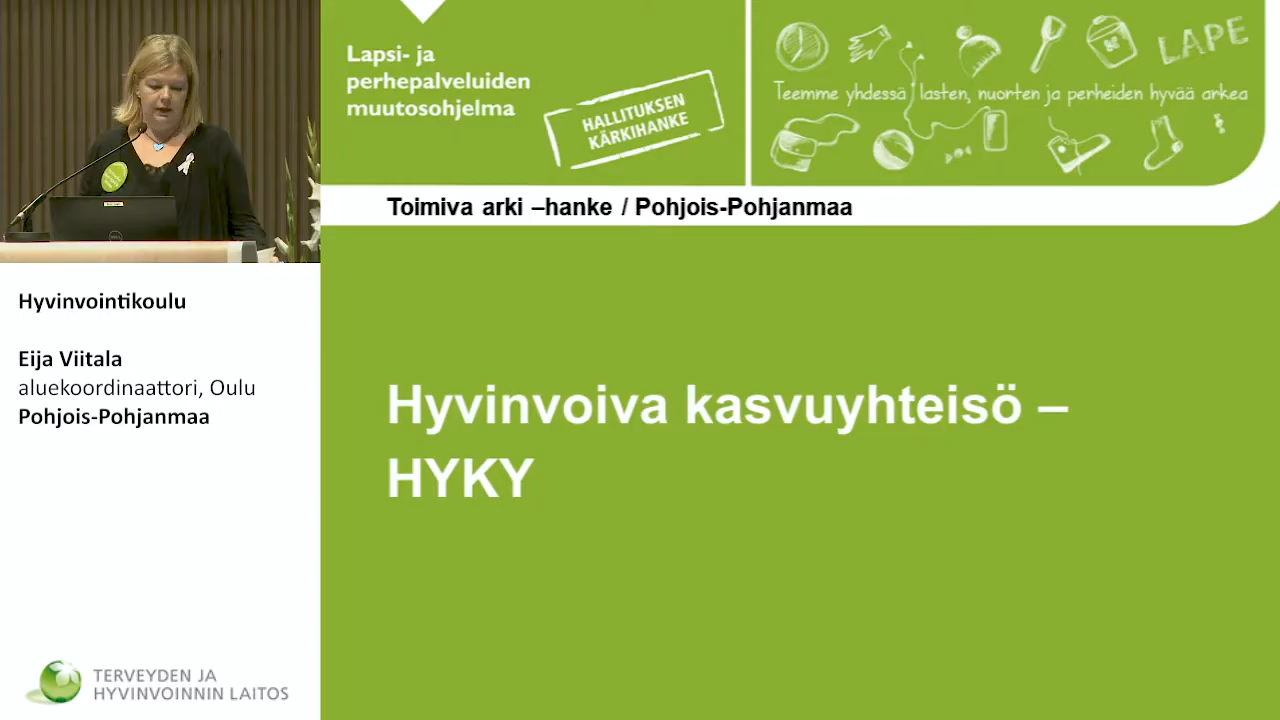 Lapsi- ja
perhepalveluiden
muutosohjelma
HALLITUKSEN
KÄRKIHANKE
LAPE
Teemme yhdessä lasten, nuorten ja perheiden hyvää arkea
Toimiva arki –hanke / Pohjois-Pohjanmaa
Hyvinvointikoulu
Eija Viitala
aluekoordinaattori, Oulu
Pohjois-Pohjanmaa
Hyvinvoiva kasvuyhteisö –
HYKY
TERVEYDEN JA
HYVINVOINNIN LAITOS